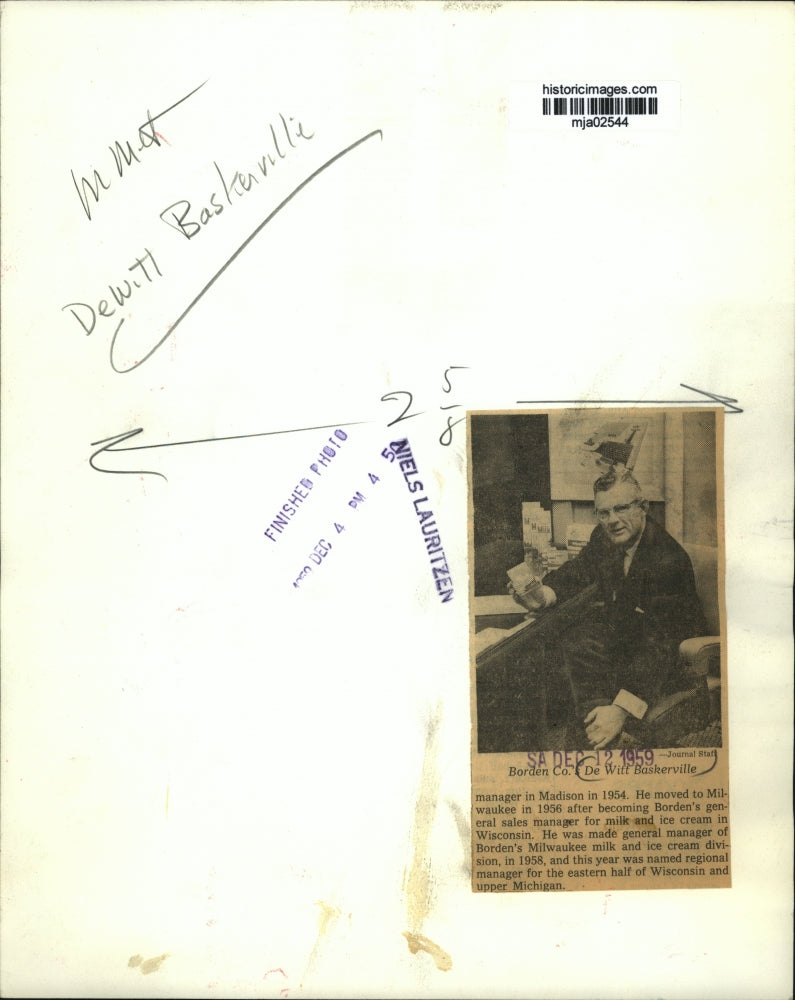 historicimages.com
mja02544
M Met
DeWitt Baskerville
2 5/8
FINISHED PHOTO
DEC 4 PM 4 5
NIELS LAURITZEN
—Journal Staff
SA DEC 12 1959
Borden Co.'s De Witt Baskerville
manager in Madison in 1954. He moved to Mil-
waukee in 1956 after becoming Borden's gen-
eral sales manager for milk and ice cream in
Wisconsin. He was made general manager of
Borden's Milwaukee milk and ice cream divi-
sion, in 1958, and this year was named regional
manager for the eastern half of Wisconsin and
upper Michigan.